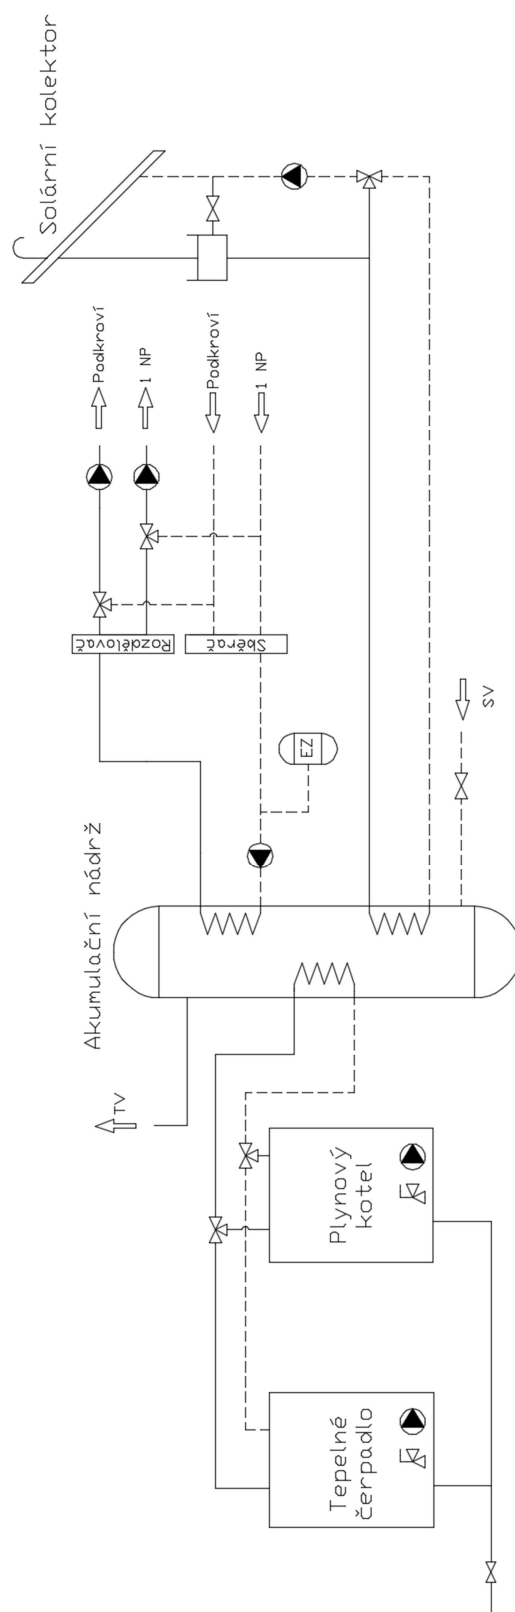 Solární kolektor
Podkroví
1 NP
Podkroví
1 NP
Rozdělovač
Sběrač
EZ
SV
Akumulační nádrž
TV
Plynový
kotel
Tepelné
čerpadlo